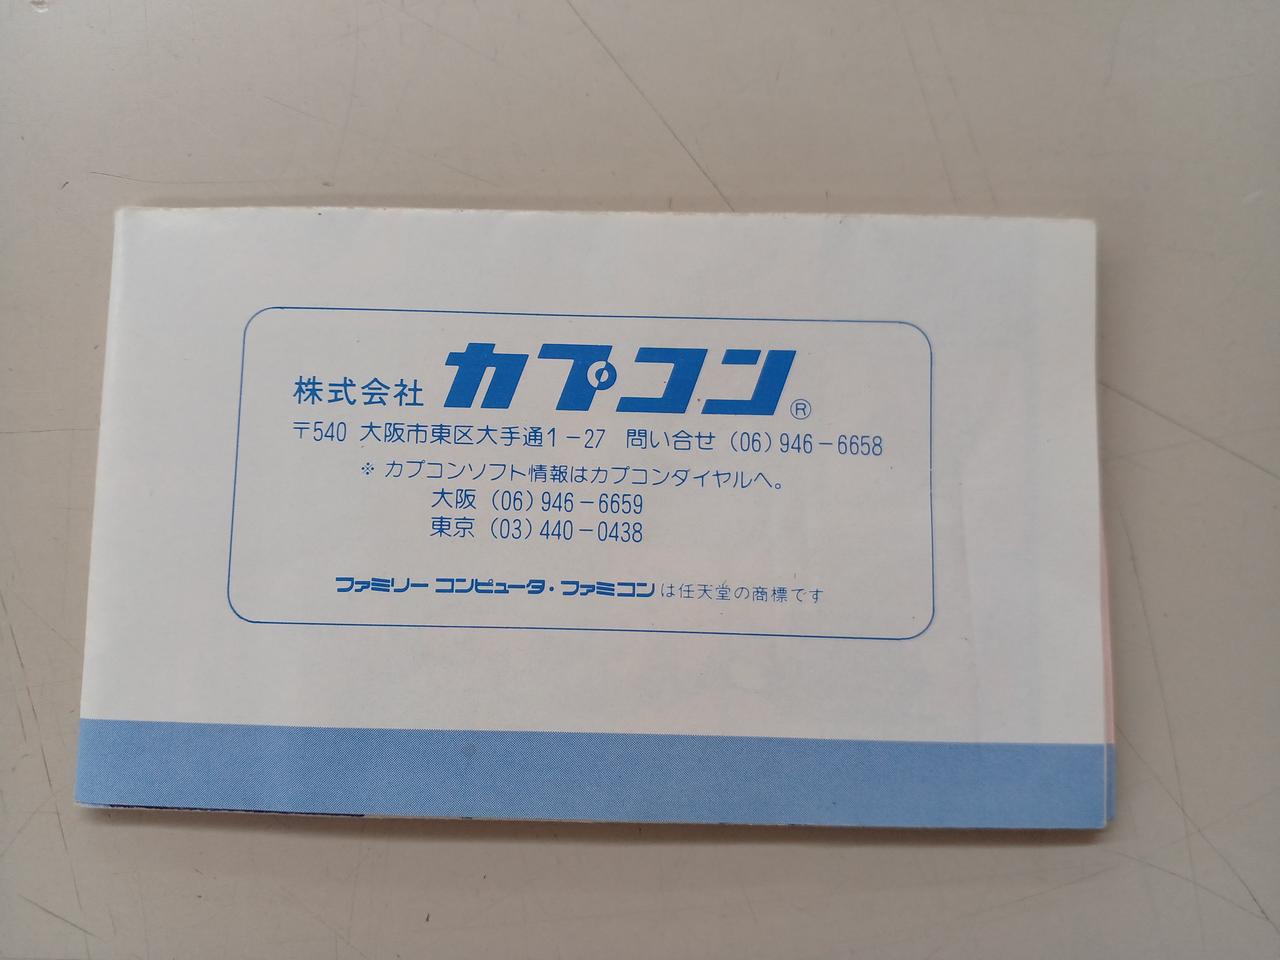 株式会社 カプコン®
〒540 大阪市東区大手通1-27 問い合せ (06)946-6658
※ カプコンソフト情報はカプコンダイヤルへ。
大阪 (06)946-6659
東京 (03)440-0438
ファミリーコンピュータ・ファミコンは任天堂の商標です